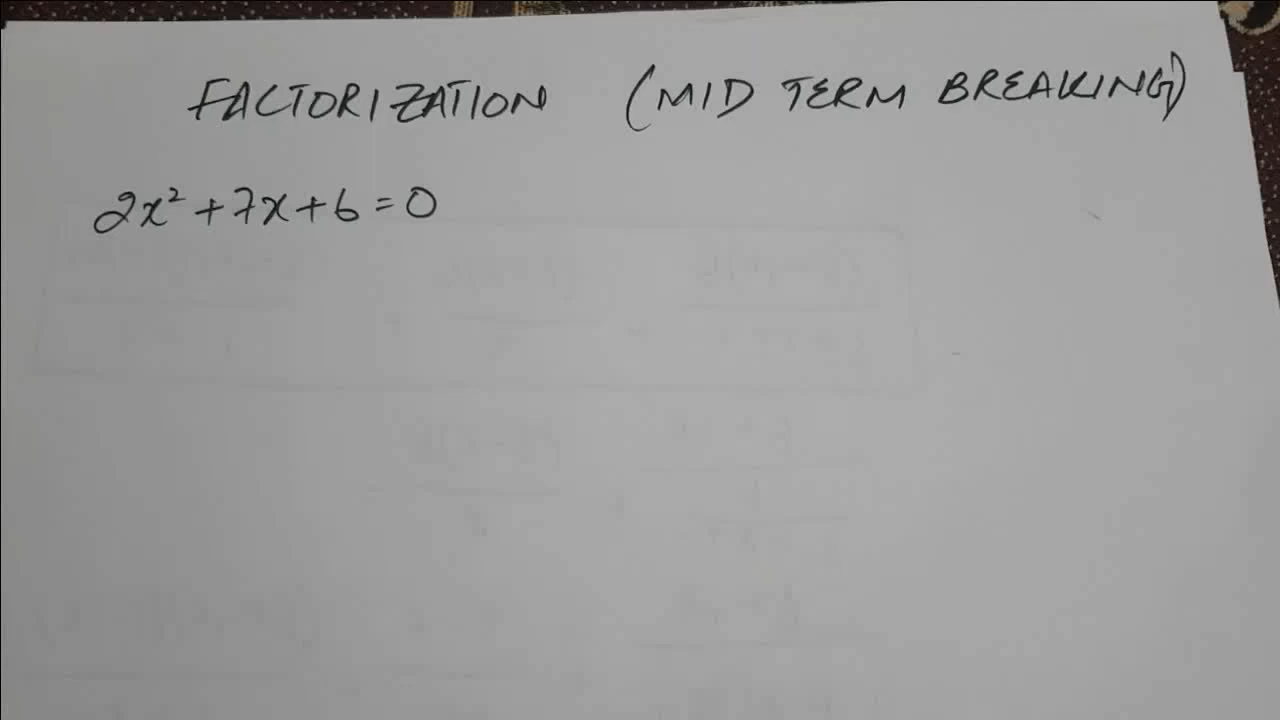 FACTORIZATION (MID TERM BREAKING)
2x² + 7x + 6 = 0